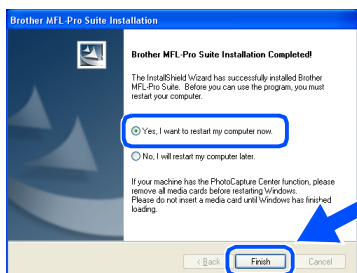 Brother MFL-Pro Suite Installation
Brother MFL-Pro Suite Installation Completed!
The InstallShield Wizard has successfully installed Brother
MFL-Pro Suite. Before you can use the program, you must
restart your computer.
Yes, I want to restart my computer now.
No, I will restart my computer later.
If your machine has the PhotoCapture Center function, please
remove all media cards before restarting Windows.
Please do not insert a media card until Windows has finished
loading.
< Back
Finish
Cancel